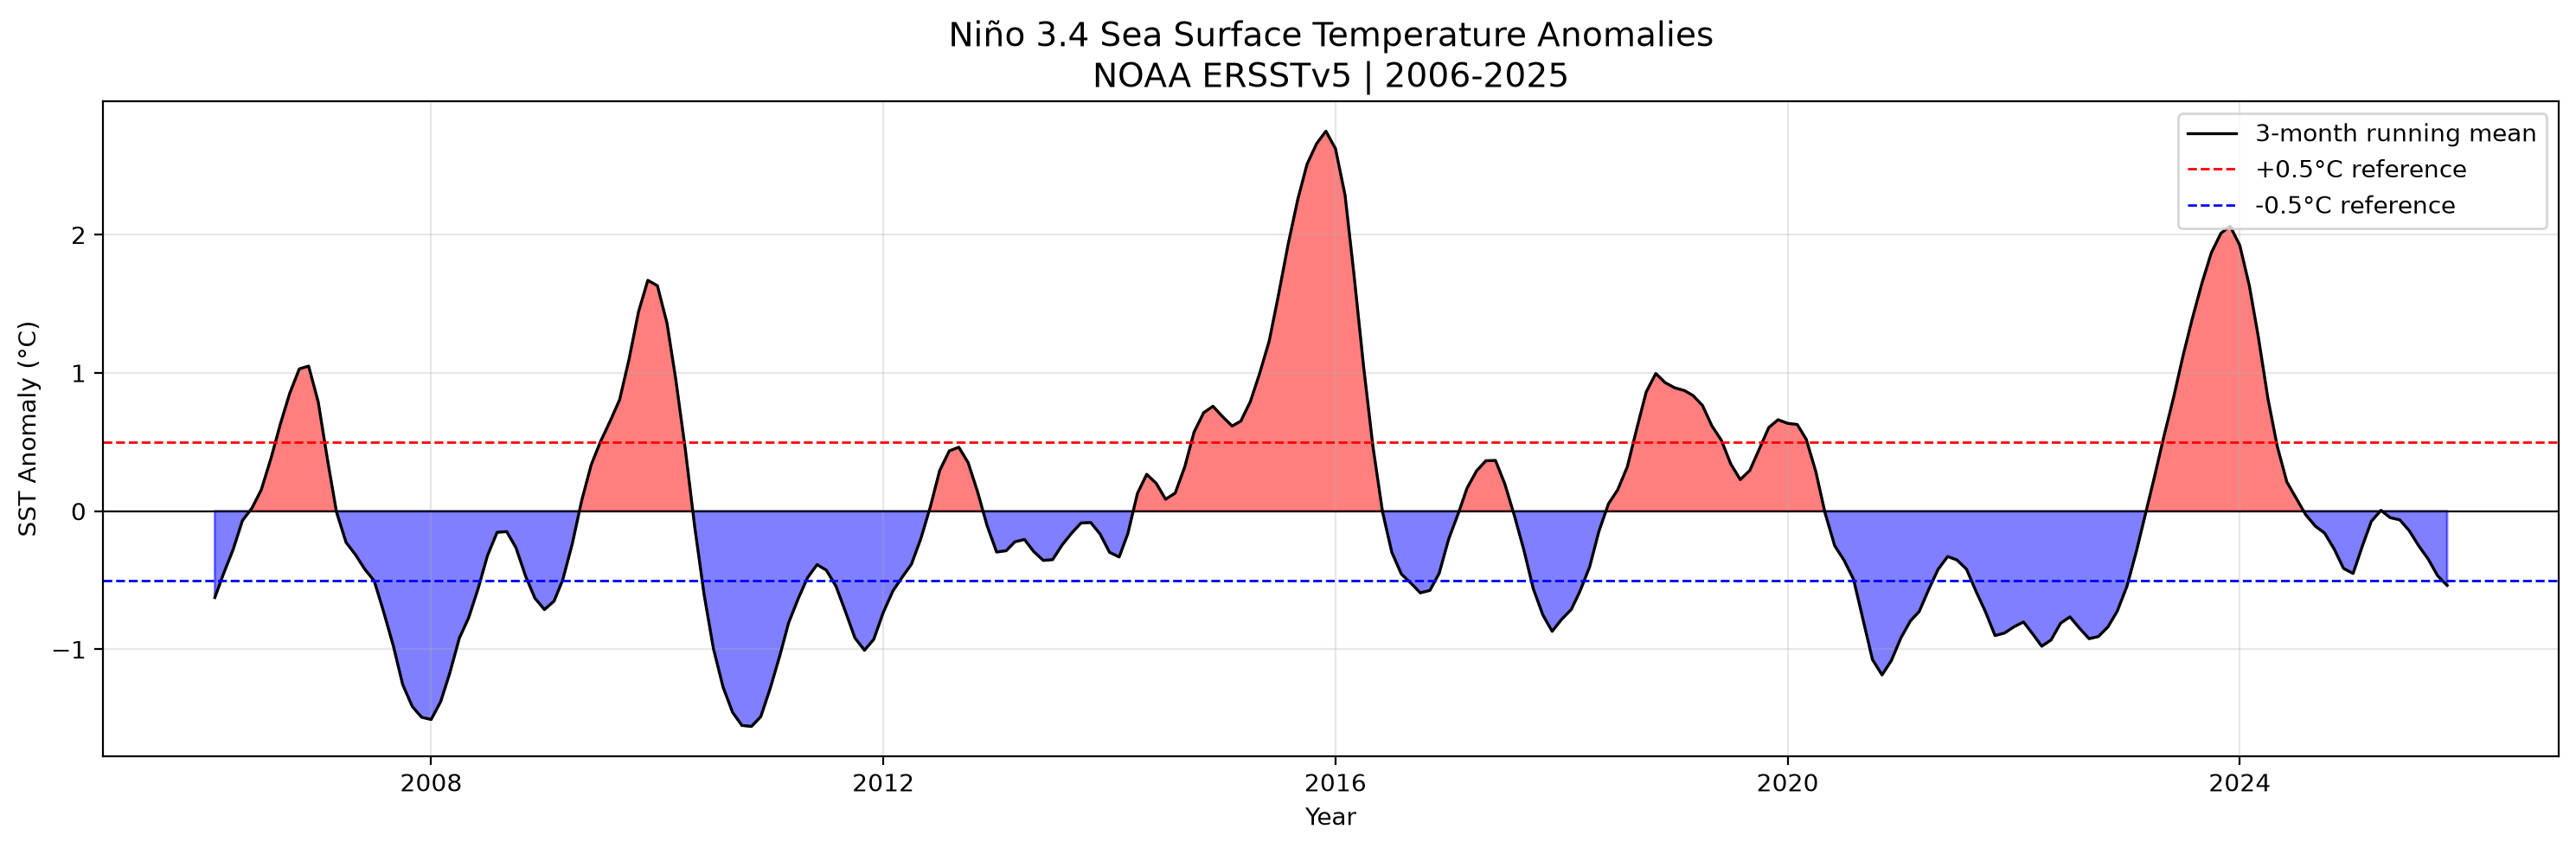 Niño 3.4 Sea Surface Temperature Anomalies
NOAA ERSSTv5 | 2006-2025
3-month running mean
+0.5°C reference
-0.5°C reference
SST Anomaly (°C)
2
1
0
−1
2008
2012
2016
2020
2024
Year